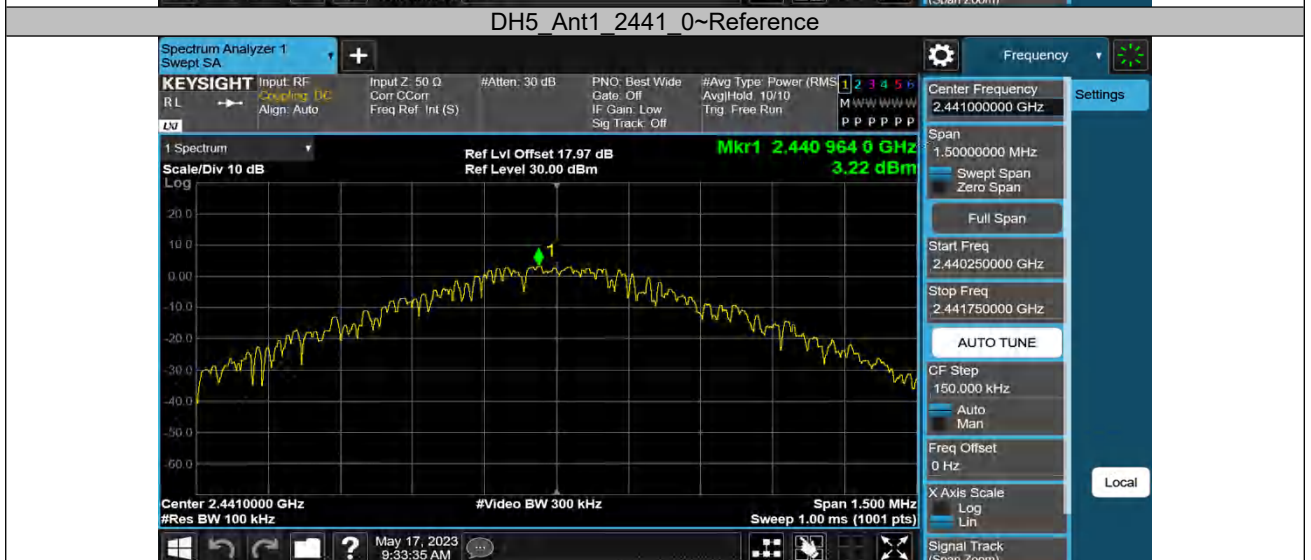 (Span Zoom)
DH5_Ant1_2441_0~Reference
Spectrum Analyzer 1
Swept SA
+
Frequency
KEYSIGHT
RL
LXI
Input: RF
Coupling: DC
Align: Auto
Input Z: 50 Ω
Corr CCorr
Freq Ref: Int (S)
#Atten: 30 dB
PNO: Best Wide
Gate: Off
IF Gain: Low
Sig Track: Off
#Avg Type: Power (RMS
Avg|Hold: 10/10
Trig: Free Run
1 2 3 4 5 6
M W W W W W
P P P P P P
1 Spectrum
Scale/Div 10 dB
Log
Ref Lvl Offset 17.97 dB
Ref Level 30.00 dBm
Mkr1 2.440 964 0 GHz
3.22 dBm
20.0
10.0
0.00
-10.0
-20.0
-30.0
-40.0
-50.0
-60.0
1
Center 2.4410000 GHz
#Res BW 100 kHz
#Video BW 300 kHz
Span 1.500 MHz
Sweep 1.00 ms (1001 pts)
Center Frequency
2.441000000 GHz
Settings
Span
1.50000000 MHz
Swept Span
Zero Span
Full Span
Start Freq
2.440250000 GHz
Stop Freq
2.441750000 GHz
AUTO TUNE
CF Step
150.000 kHz
Auto
Man
Freq Offset
0 Hz
X Axis Scale
Log
Lin
Local
Signal Track
(Span Zoom)
?
May 17, 2023
9:33:35 AM